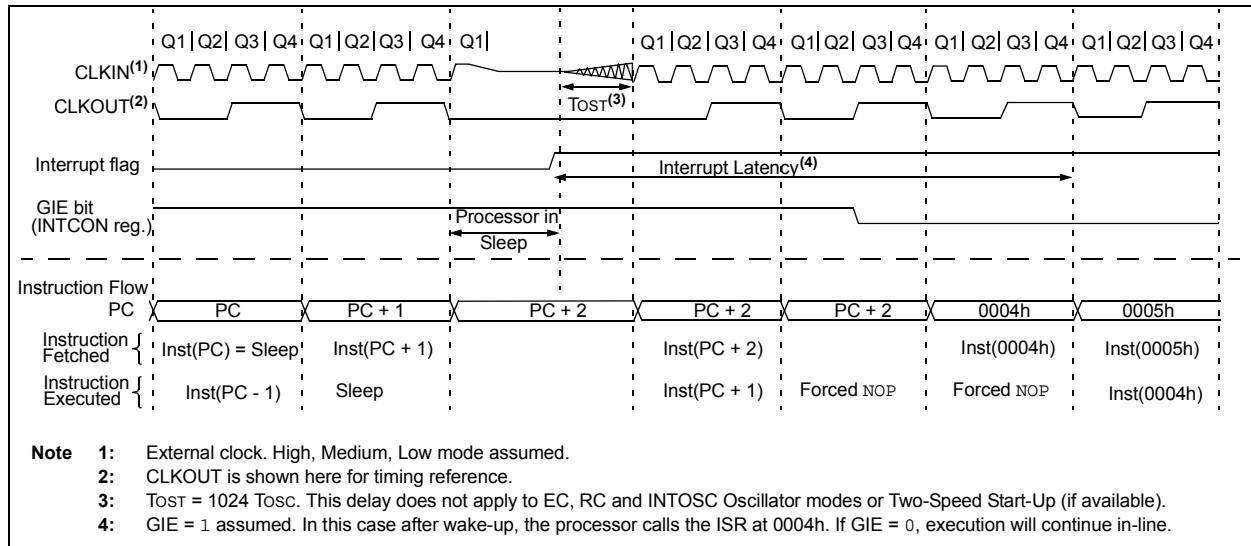 Q1 Q2 Q3 Q4 Q1 Q2 Q3 Q4 Q1 Q1 Q2 Q3 Q4 Q1 Q2 Q3 Q4 Q1 Q2 Q3 Q4 Q1 Q2 Q3 Q4
CLKIN(1)
CLKOUT(2)
TOST(3)
Interrupt flag
Interrupt Latency(4)
GIE bit
(INTCON reg.)
Processor in
Sleep
Instruction Flow
PC PC PC + 1 PC + 2 PC + 2 PC + 2 0004h 0005h
Instruction
Fetched
Inst(PC) = Sleep Inst(PC + 1) Inst(PC + 2) Inst(0004h) Inst(0005h)
Instruction
Executed
Inst(PC - 1) Sleep Inst(PC + 1) Forced NOP Forced NOP Inst(0004h)
Note 1: External clock. High, Medium, Low mode assumed.
2: CLKOUT is shown here for timing reference.
3: TOST = 1024 TOSC. This delay does not apply to EC, RC and INTOSC Oscillator modes or Two-Speed Start-Up (if available).
4: GIE = 1 assumed. In this case after wake-up, the processor calls the ISR at 0004h. If GIE = 0, execution will continue in-line.